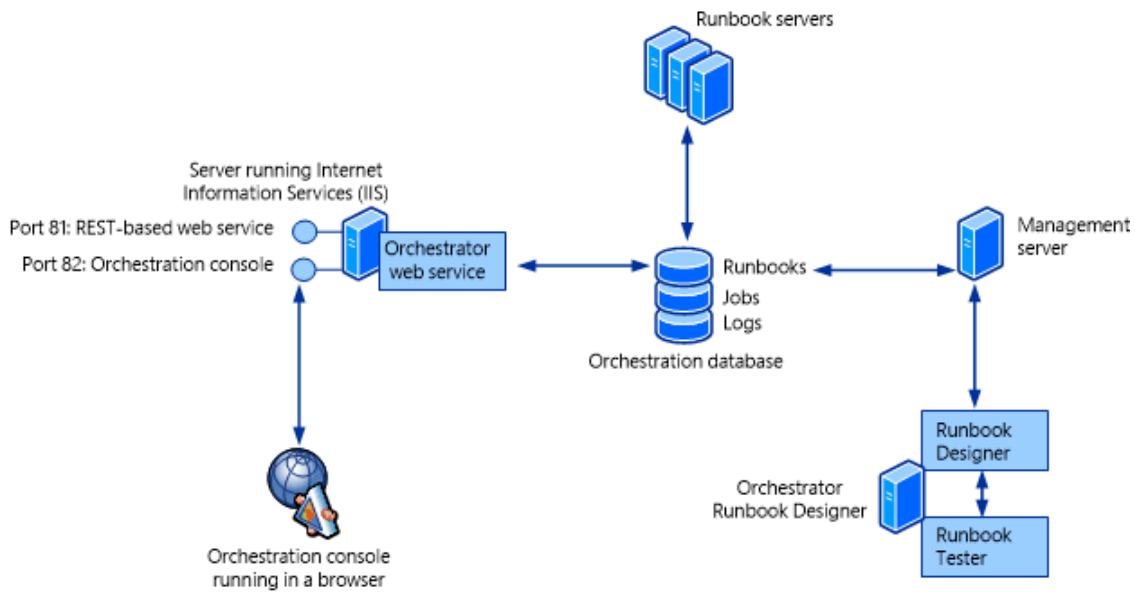 Runbook servers
Server running Internet
Information Services (IIS)
Port 81: REST-based web service
Port 82: Orchestration console
Orchestrator
web service
Runbooks
Jobs
Logs
Orchestration database
Management
server
Runbook
Designer
Orchestrator
Runbook Designer
Runbook
Tester
Orchestration console
running in a browser